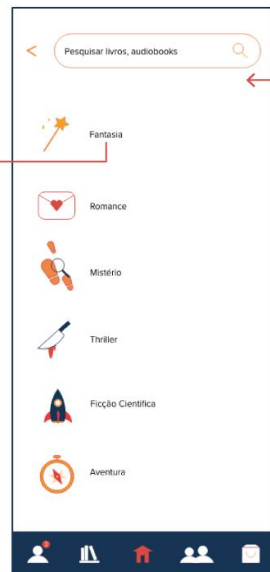 Pesquisar livros, audiobooks
Fantasia
Romance
Mistério
Thriller
Ficção Científica
Aventura